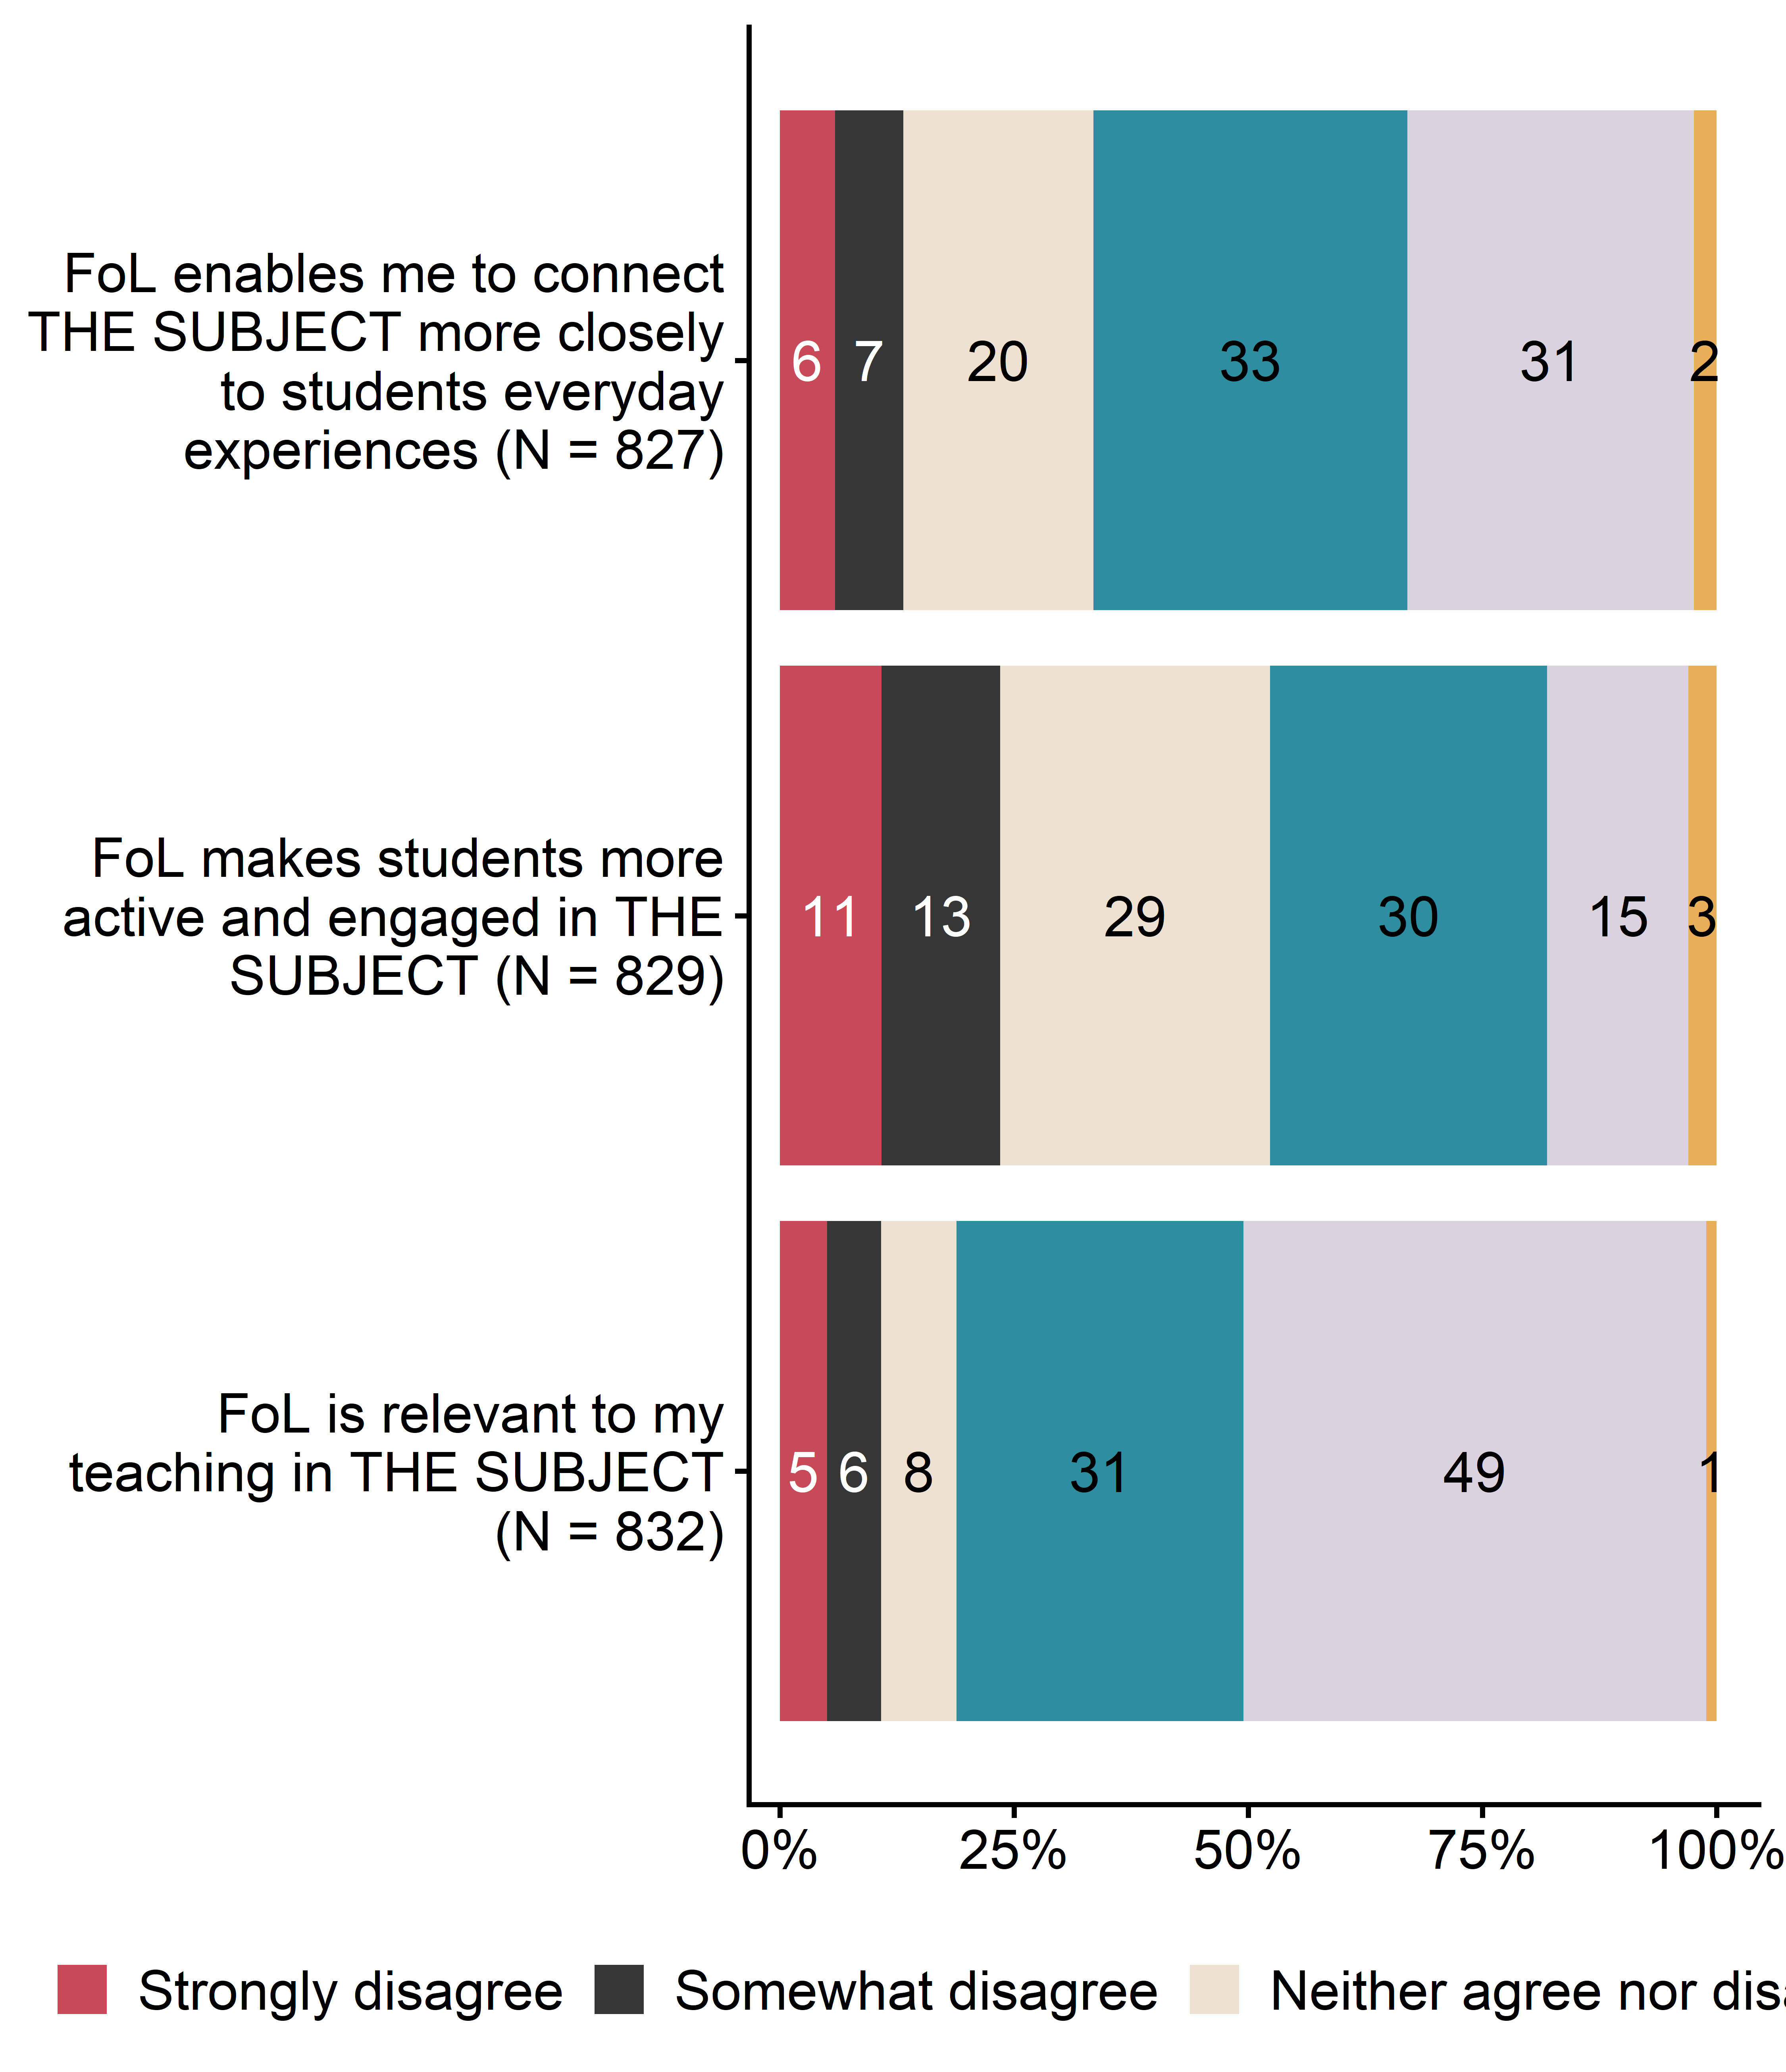 FoL enables me to connect
THE SUBJECT more closely
to students everyday
experiences (N = 827)
6 7 20 33 31 2
FoL makes students more
active and engaged in THE
SUBJECT (N = 829)
11 13 29 30 15 3
FoL is relevant to my
teaching in THE SUBJECT
(N = 832)
5 6 8 31 49 1
0% 25% 50% 75% 100%
Strongly disagree Somewhat disagree Neither agree nor